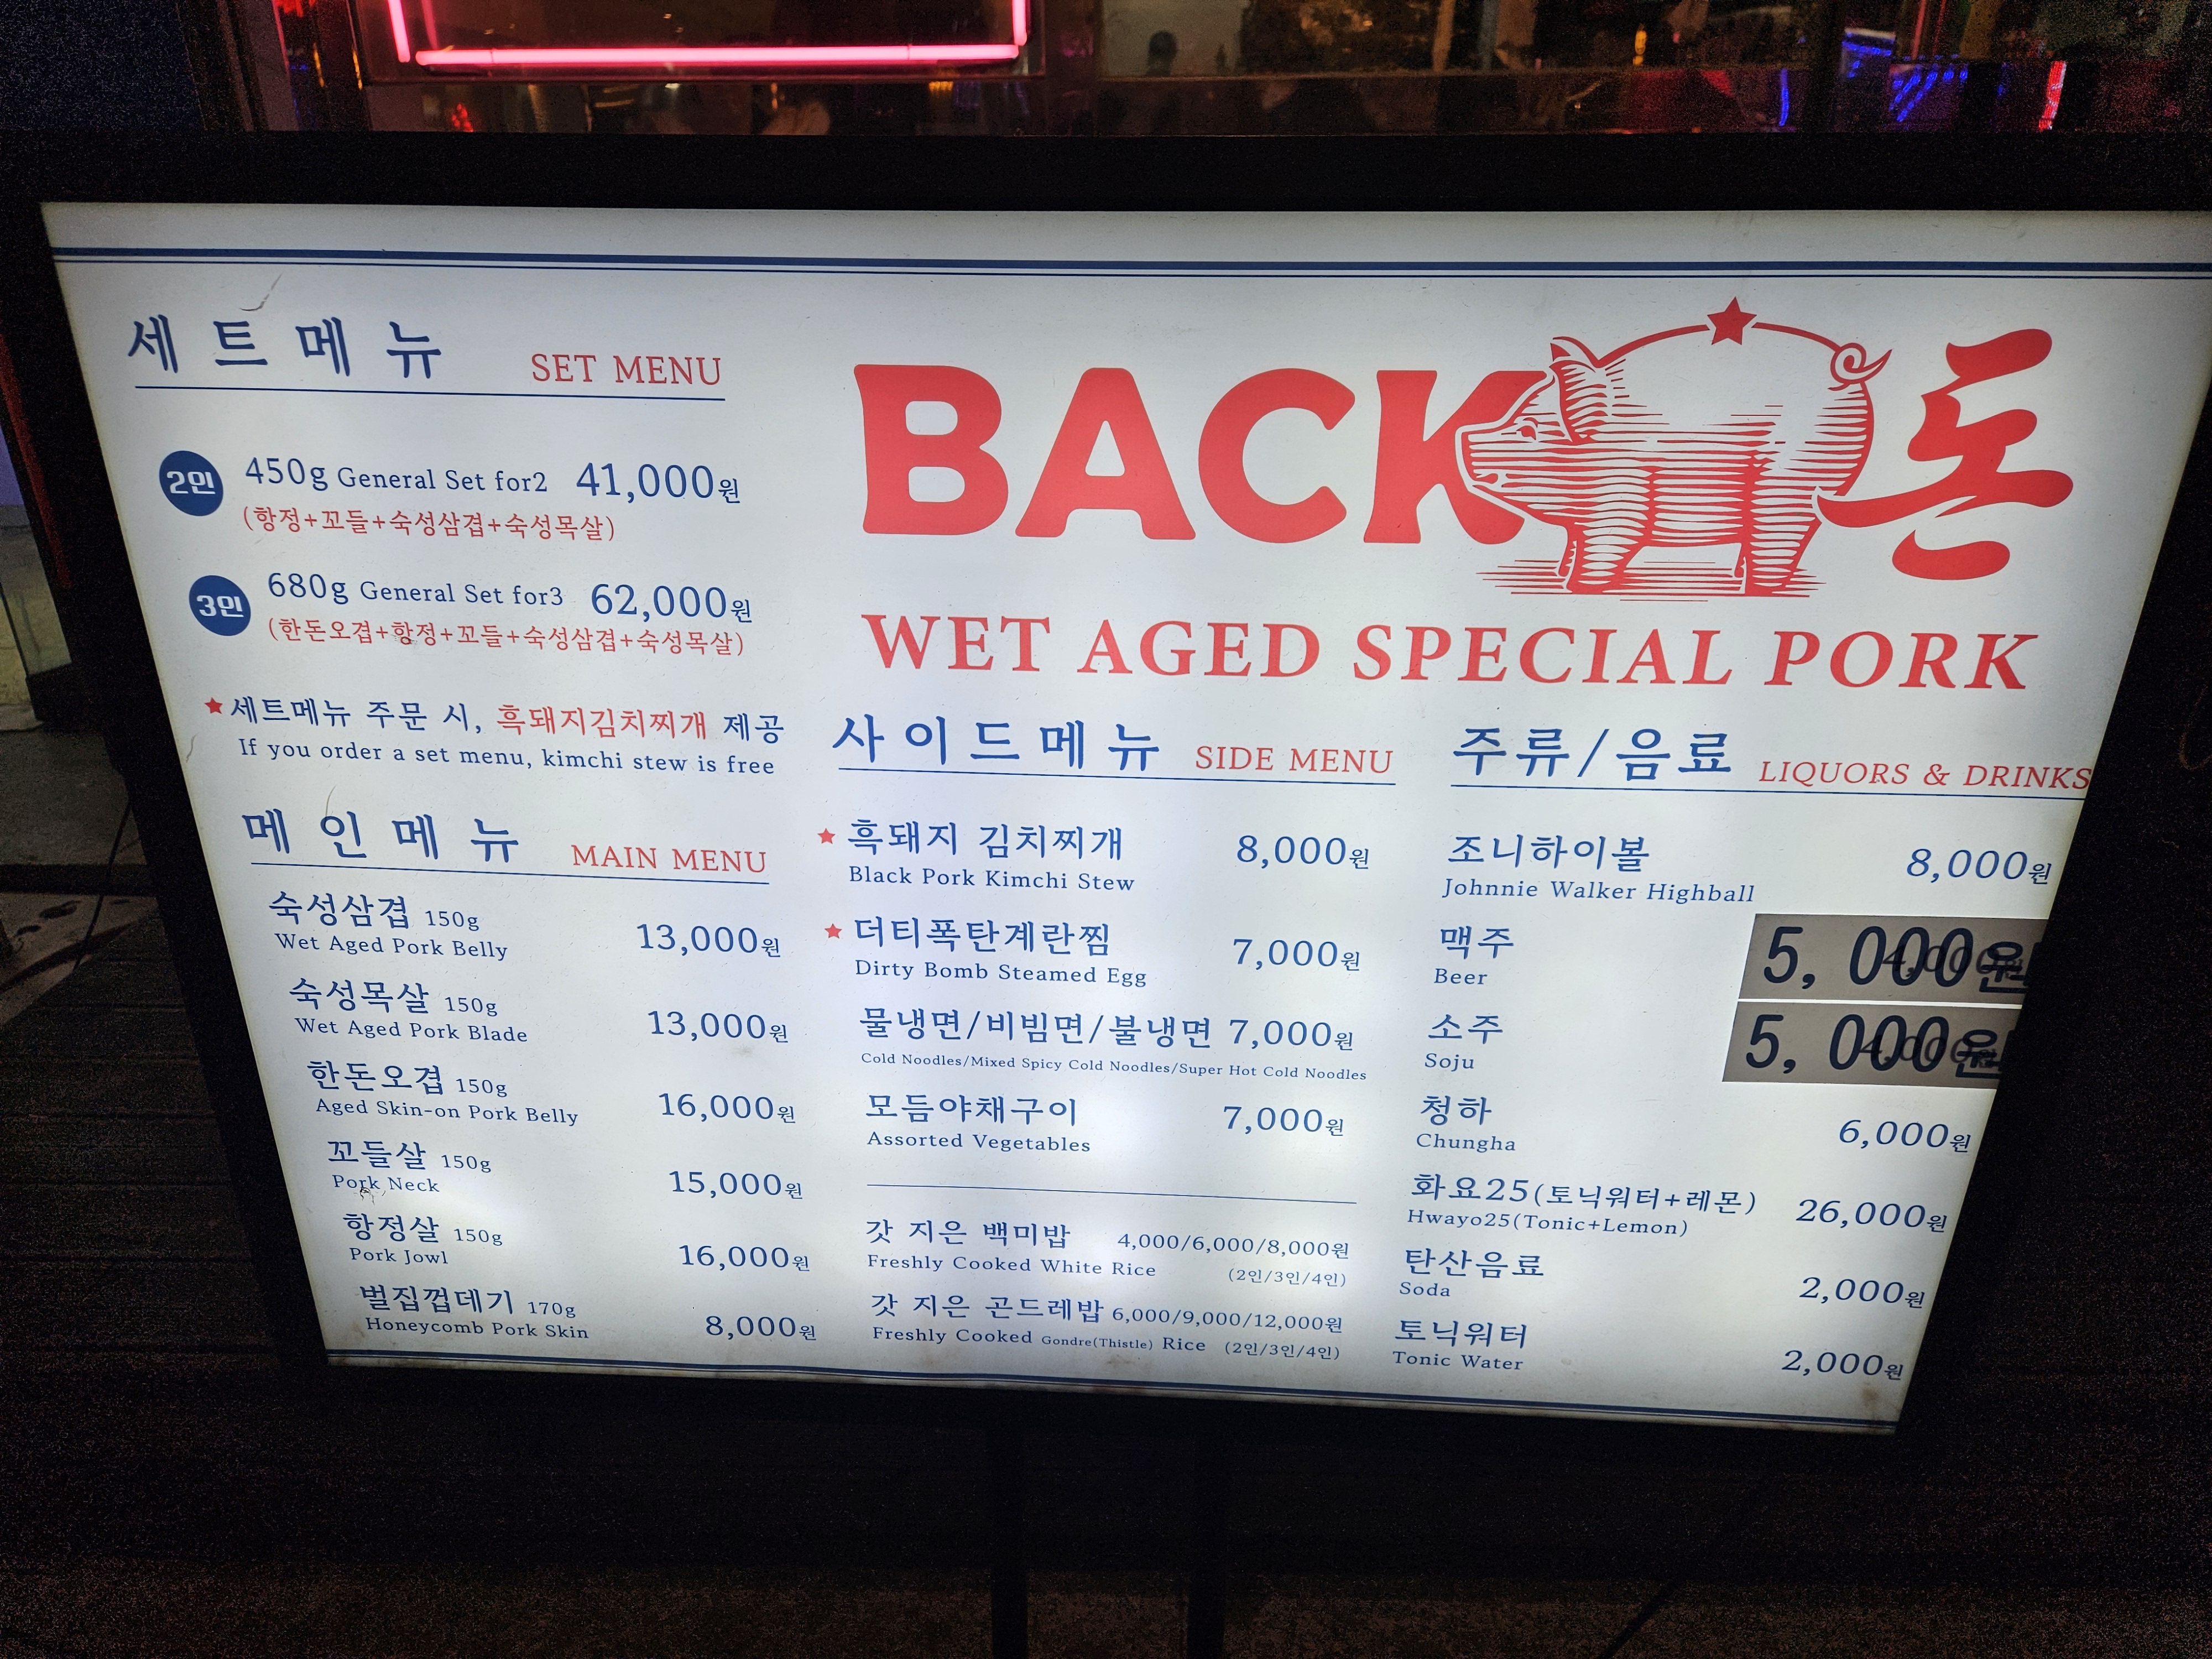 세트메뉴 SET MENU
2인 450g General Set for2 41,000원
(항정+꼬들+숙성삼겹+숙성목살)
3인 680g General Set for3 62,000원
(한돈오겹+항정+꼬들+숙성삼겹+숙성목살)
★세트메뉴 주문 시, 흑돼지김치찌개 제공
If you order a set menu, kimchi stew is free
메인메뉴 MAIN MENU
숙성삼겹 150g
Wet Aged Pork Belly 13,000원
숙성목살 150g
Wet Aged Pork Blade 13,000원
한돈오겹 150g
Aged Skin-on Pork Belly 16,000원
꼬들살 150g
Pork Neck 15,000원
항정살 150g
Pork Jowl 16,000원
벌집껍데기 170g
Honeycomb Pork Skin 8,000원
BACK돈
WET AGED SPECIAL PORK
사이드메뉴 SIDE MENU
★ 흑돼지 김치찌개 8,000원
Black Pork Kimchi Stew
★ 더티폭탄계란찜 7,000원
Dirty Bomb Steamed Egg
물냉면/비빔면/불냉면 7,000원
Cold Noodles/Mixed Spicy Cold Noodles/Super Hot Cold Noodles
모듬야채구이 7,000원
Assorted Vegetables
갓 지은 백미밥 4,000/6,000/8,000원
Freshly Cooked White Rice (2인/3인/4인)
갓 지은 곤드레밥 6,000/9,000/12,000원
Freshly Cooked Gondre(Thistle) Rice (2인/3인/4인)
주류/음료 LIQUORS & DRINKS
조니하이볼 8,000원
Johnnie Walker Highball
맥주 5,000원
Beer
소주 5,000원
Soju
청하 6,000원
Chungha
화요25(토닉워터+레몬) 26,000원
Hwayo25(Tonic+Lemon)
탄산음료 2,000원
Soda
토닉워터 2,000원
Tonic Water